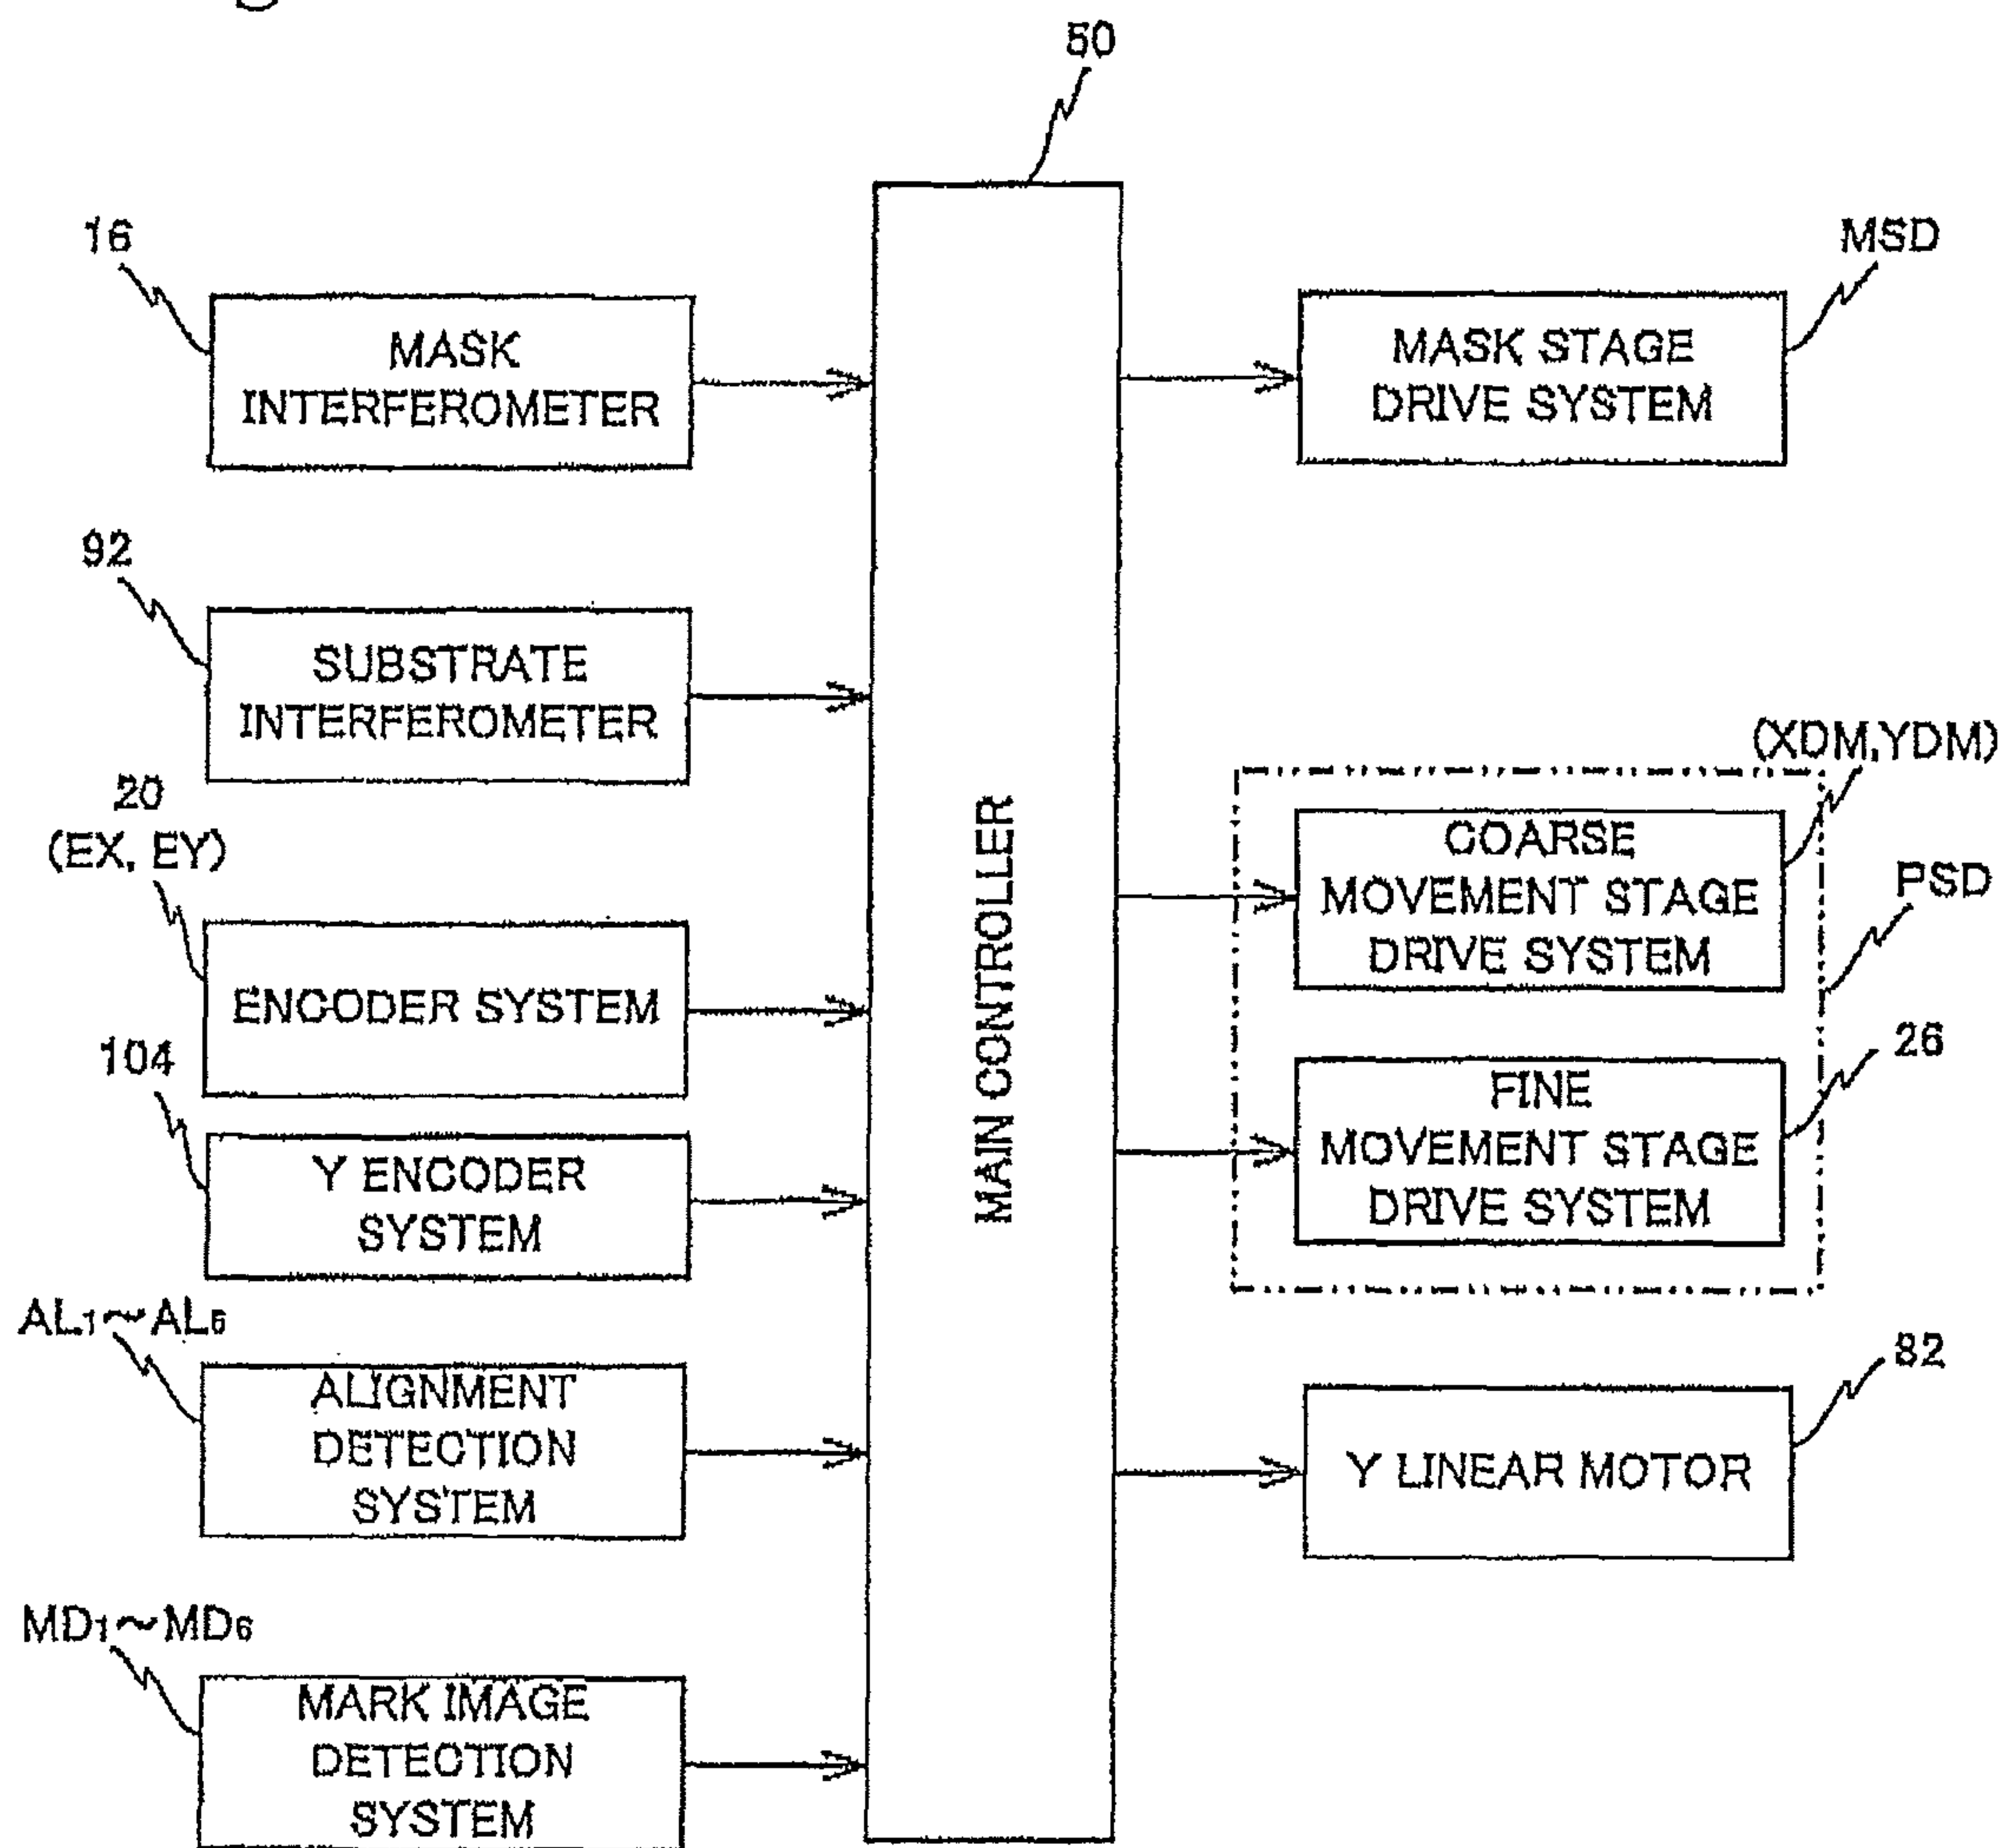 50
16
MASK
INTERFEROMETER
MSD
MASK STAGE
DRIVE SYSTEM
92
SUBSTRATE
INTERFEROMETER
20
(EX, EY)
ENCODER SYSTEM
104
Y ENCODER
SYSTEM
AL1~AL6
ALIGNMENT
DETECTION
SYSTEM
MD1~MD6
MARK IMAGE
DETECTION
SYSTEM
MAIN CONTROLLER
(XDM,YDM)
COARSE
MOVEMENT STAGE
DRIVE SYSTEM
PSD
26
FINE
MOVEMENT STAGE
DRIVE SYSTEM
82
Y LINEAR MOTOR